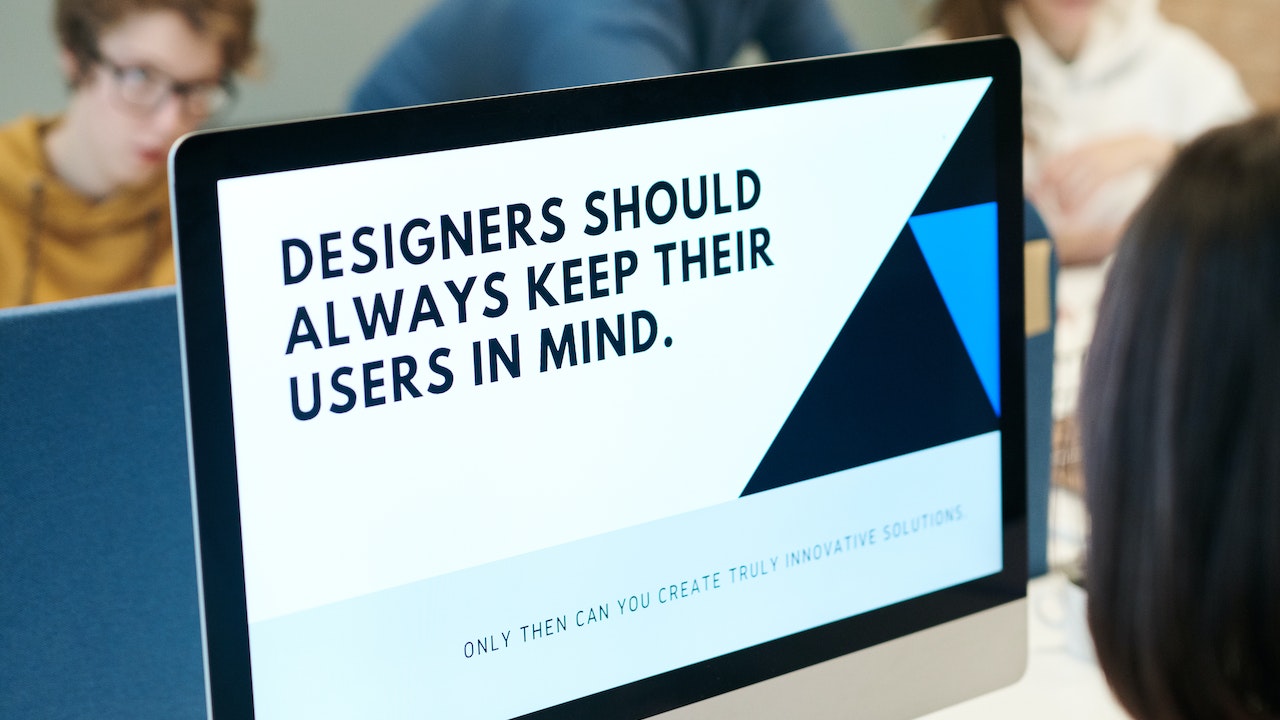 DESIGNERS SHOULD
ALWAYS KEEP THEIR
USERS IN MIND.
ONLY THEN CAN YOU CREATE TRULY INNOVATIVE SOLUTIONS.